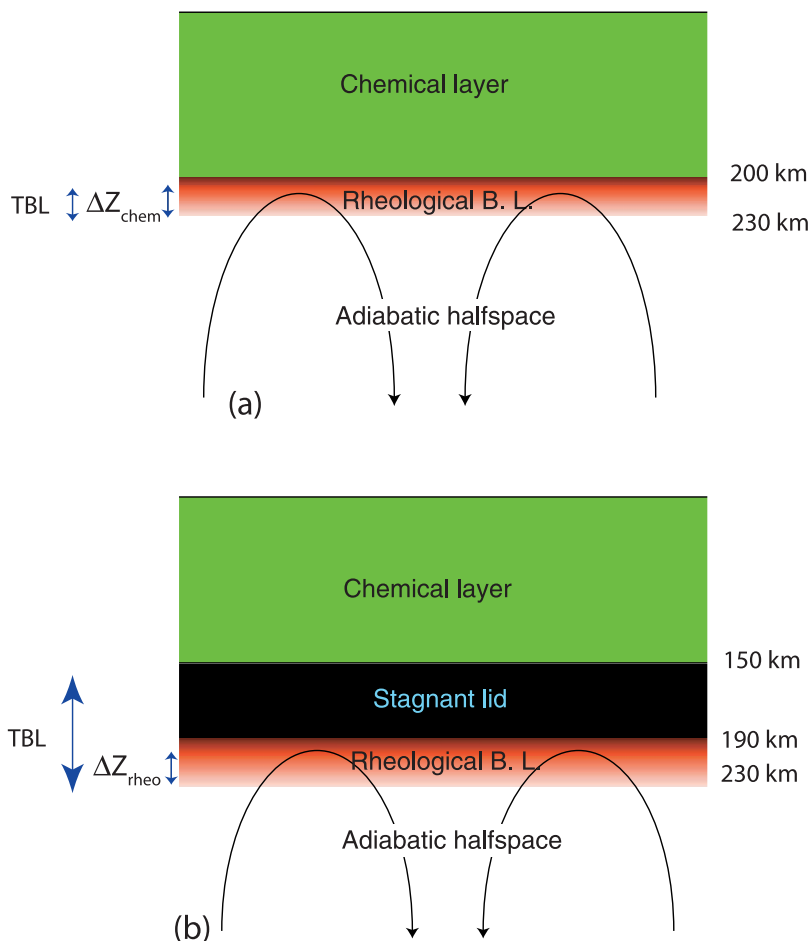 Chemical layer
200 km
TBL
ΔZchem
Rheological B. L.
230 km
Adiabatic halfspace
(a)
Chemical layer
150 km
Stagnant lid
TBL
190 km
ΔZrheo
Rheological B. L.
230 km
Adiabatic halfspace
(b)